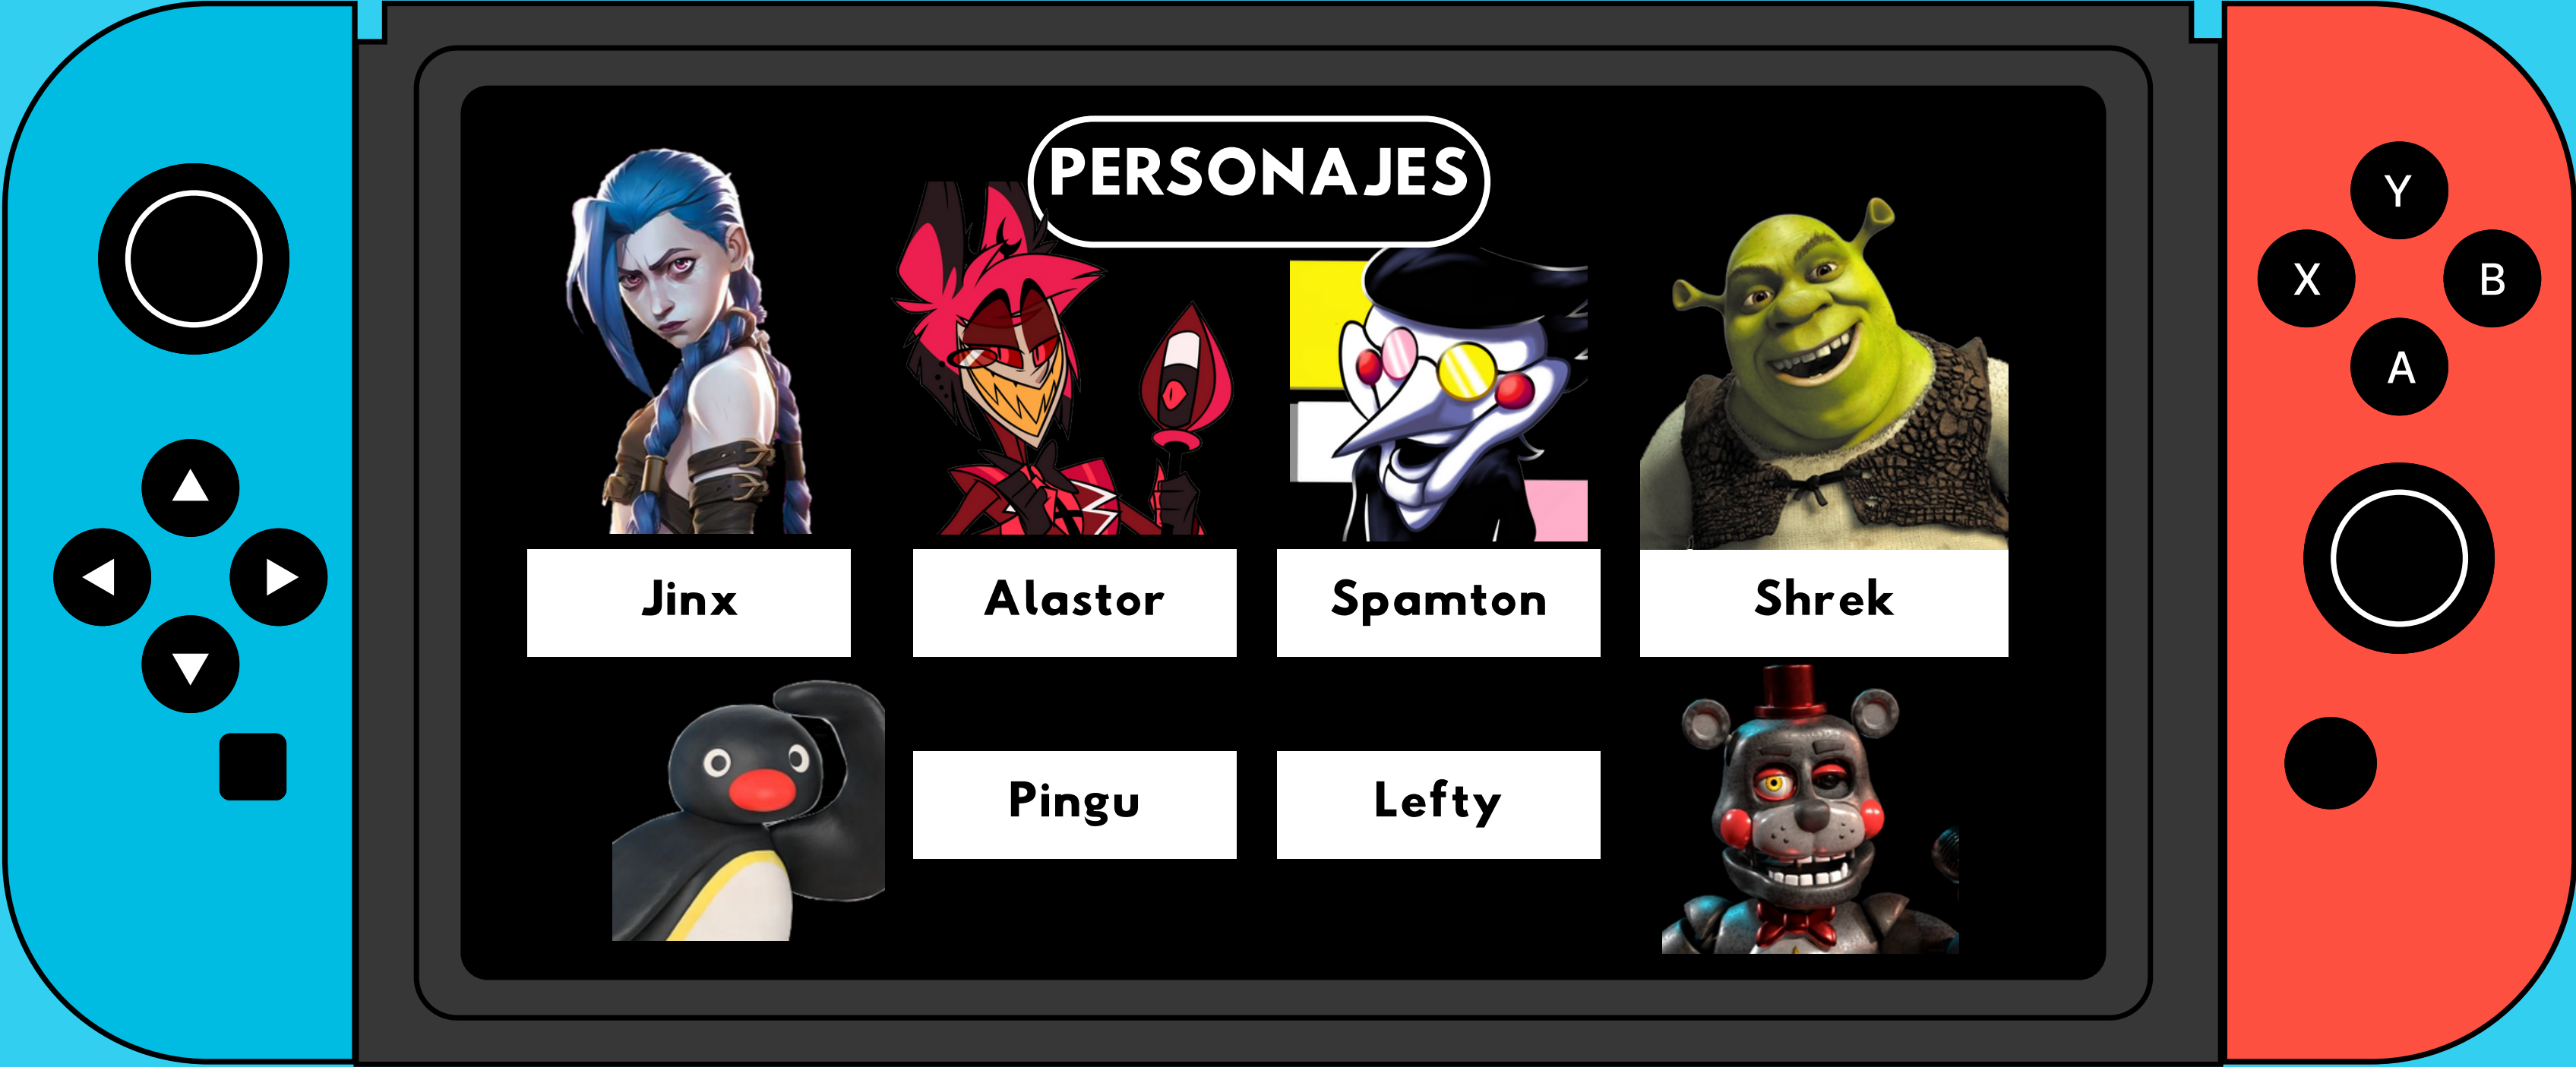 PERSONAJES
Jinx
Alastor
Spamton
Shrek
Pingu
Lefty
Y
X
B
A